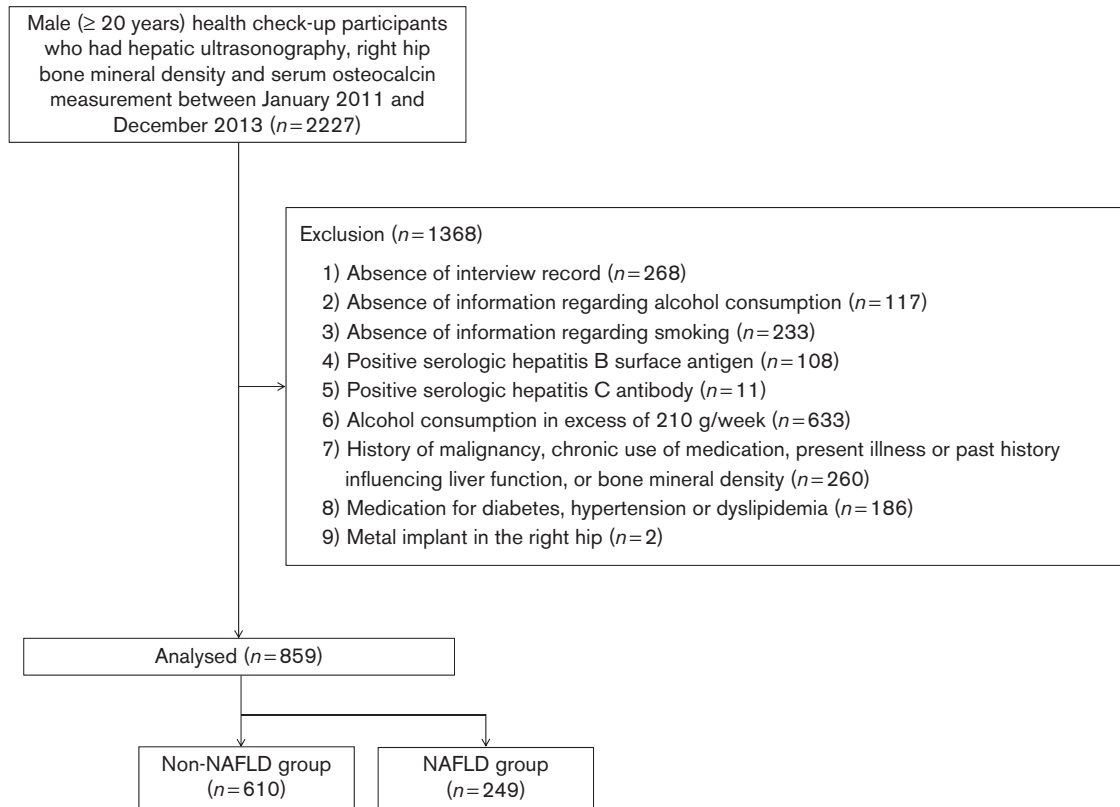 Male (≥ 20 years) health check-up participants
who had hepatic ultrasonography, right hip
bone mineral density and serum osteocalcin
measurement between January 2011 and
December 2013 (n=2227)
Exclusion (n=1368)
1) Absence of interview record (n=268)
2) Absence of information regarding alcohol consumption (n=117)
3) Absence of information regarding smoking (n=233)
4) Positive serologic hepatitis B surface antigen (n=108)
5) Positive serologic hepatitis C antibody (n=11)
6) Alcohol consumption in excess of 210 g/week (n=633)
7) History of malignancy, chronic use of medication, present illness or past history
influencing liver function, or bone mineral density (n=260)
8) Medication for diabetes, hypertension or dyslipidemia (n=186)
9) Metal implant in the right hip (n=2)
Analysed (n=859)
Non-NAFLD group
(n=610)
NAFLD group
(n=249)